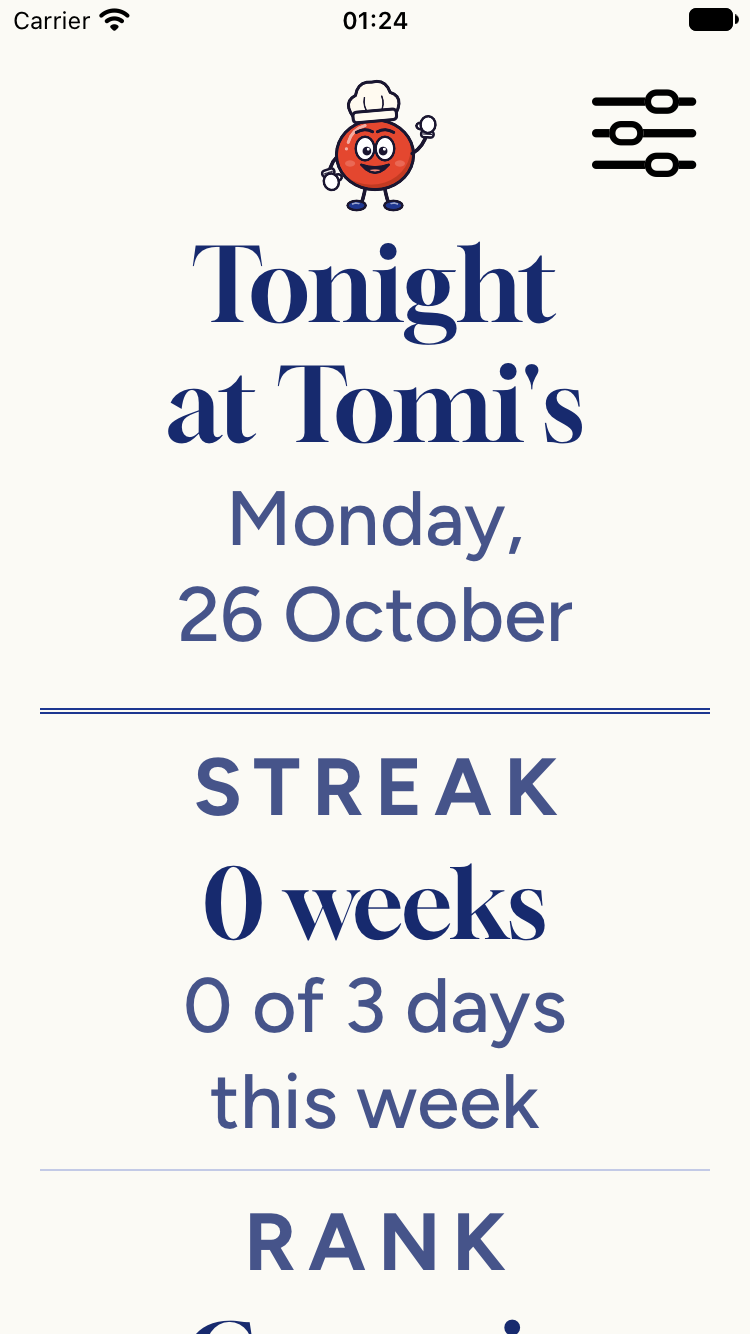 Carrier 01:24
Tonight
at Tomi's
Monday,
26 October
STREAK
0 weeks
0 of 3 days
this week
RANK